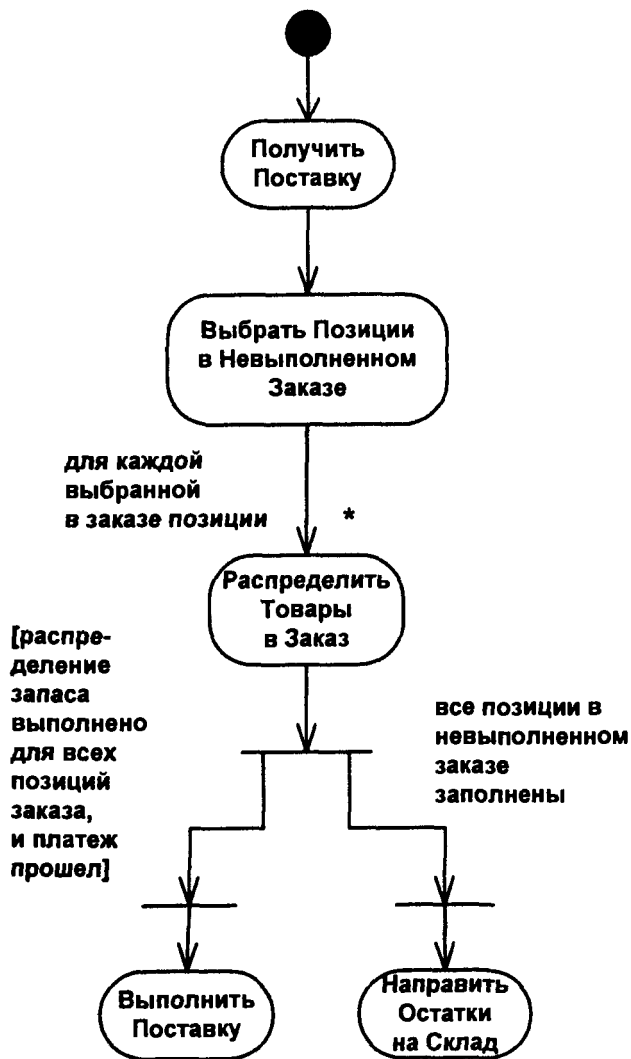 Получить
Поставку
Выбрать Позиции
в Невыполненном
Заказе
для каждой
выбранной
в заказе позиции
*
Распределить
Товары
в Заказ
[распре-
деление
запаса
выполнено
для всех
позиций
заказа,
и платеж
прошел]
все позиции в
невыполненном
заказе
заполнены
Выполнить
Поставку
Направить
Остатки
на Склад